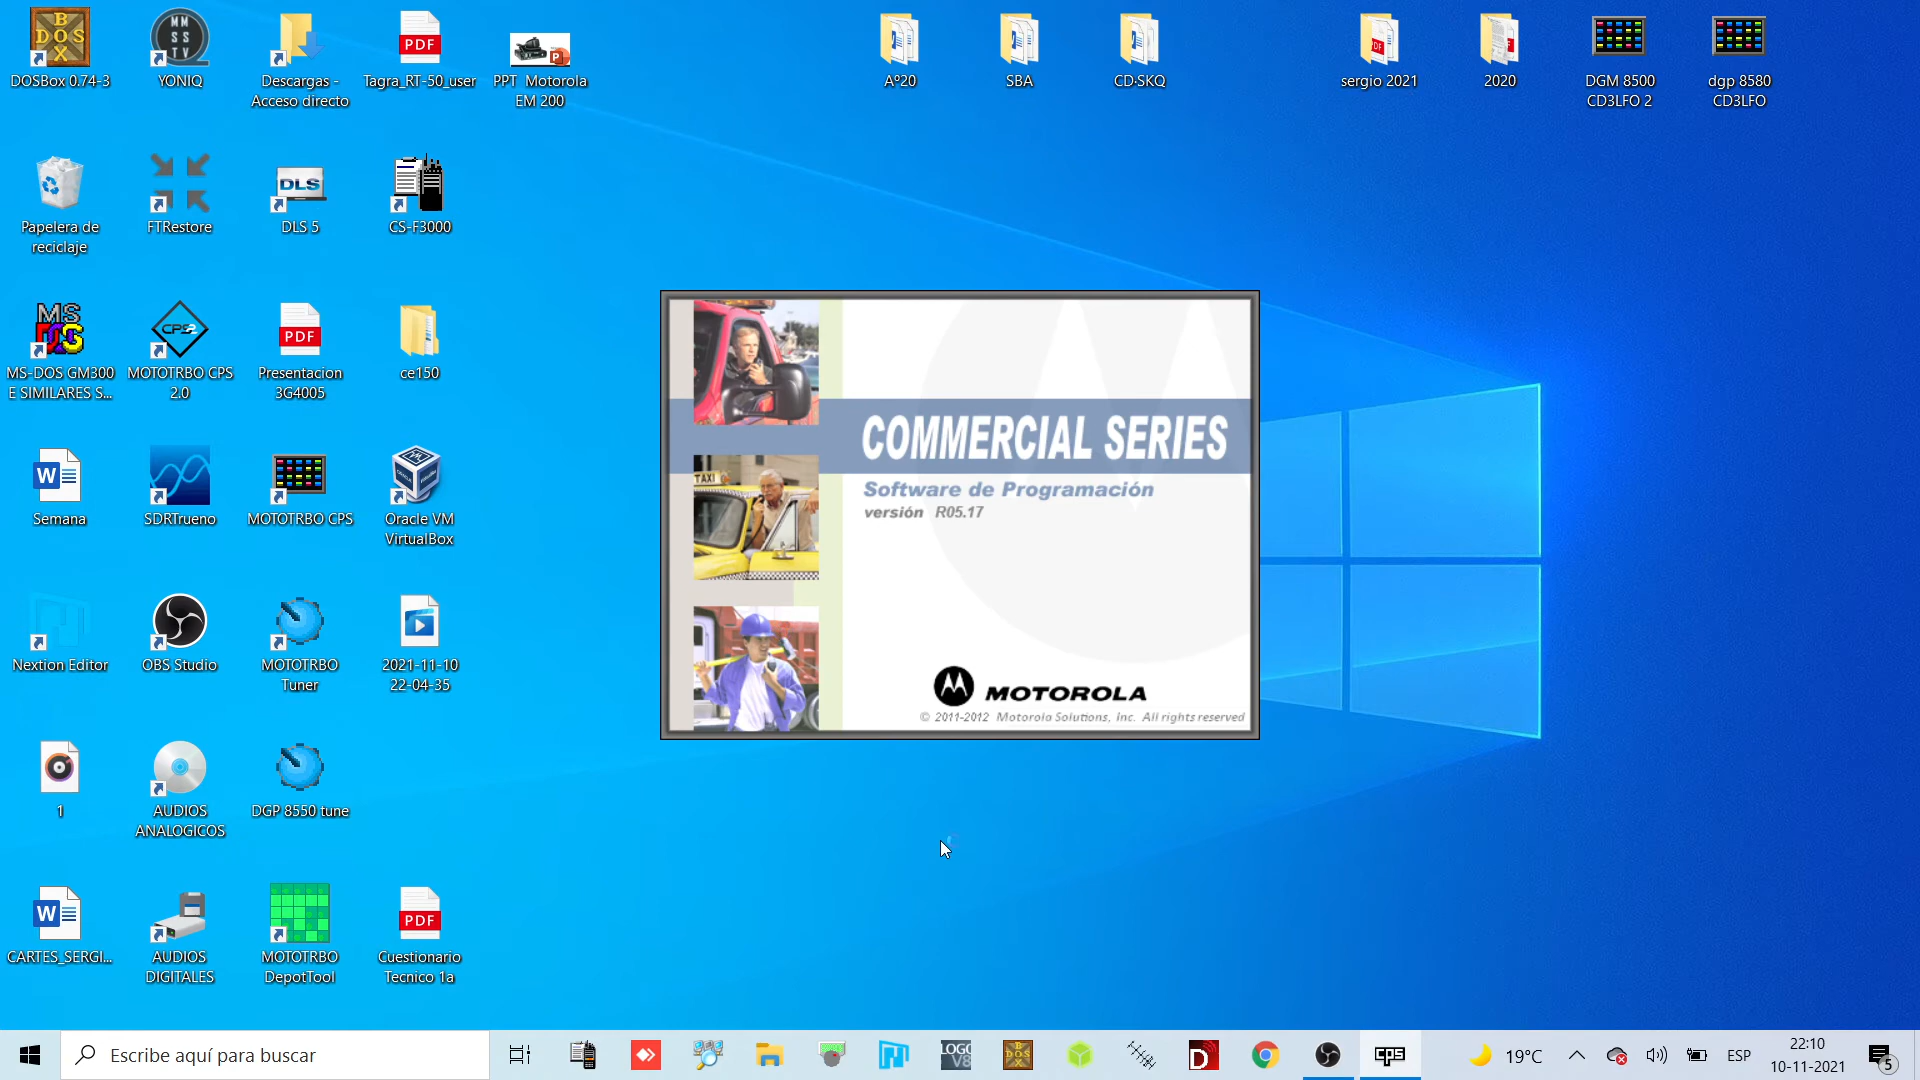 DOSBox 0.74-3
YONIQ
Descargas -
Acceso directo
Tagra_RT-50_user
PPT Motorola
EM 200
Aº20
SBA
CD·SKQ
sergio 2021
2020
DGM 8500
CD3LFO 2
dgp 8580
CD3LFO
Papelera de
reciclaje
FTRestore
DLS 5
CS-F3000
MS-DOS GM300
E SIMILARES S...
MOTOTRBO CPS
2.0
Presentacion
3G4005
ce150
Semana
SDRTrueno
MOTOTRBO CPS
Oracle VM
VirtualBox
Nextion Editor
OBS Studio
MOTOTRBO
Tuner
2021-11-10
22-04-35
1
AUDIOS
ANALOGICOS
DGP 8550 tune
CARTES_SERGI...
AUDIOS
DIGITALES
MOTOTRBO
DepotTool
Cuestionario
Tecnico 1a
COMMERCIAL SERIES
Software de Programación
versión R05.17
TAXI
MOTOROLA
© 2011-2012 Motorola Solutions, Inc. All rights reserved
Escribe aquí para buscar
19°C
ESP
22:10
10-11-2021
5